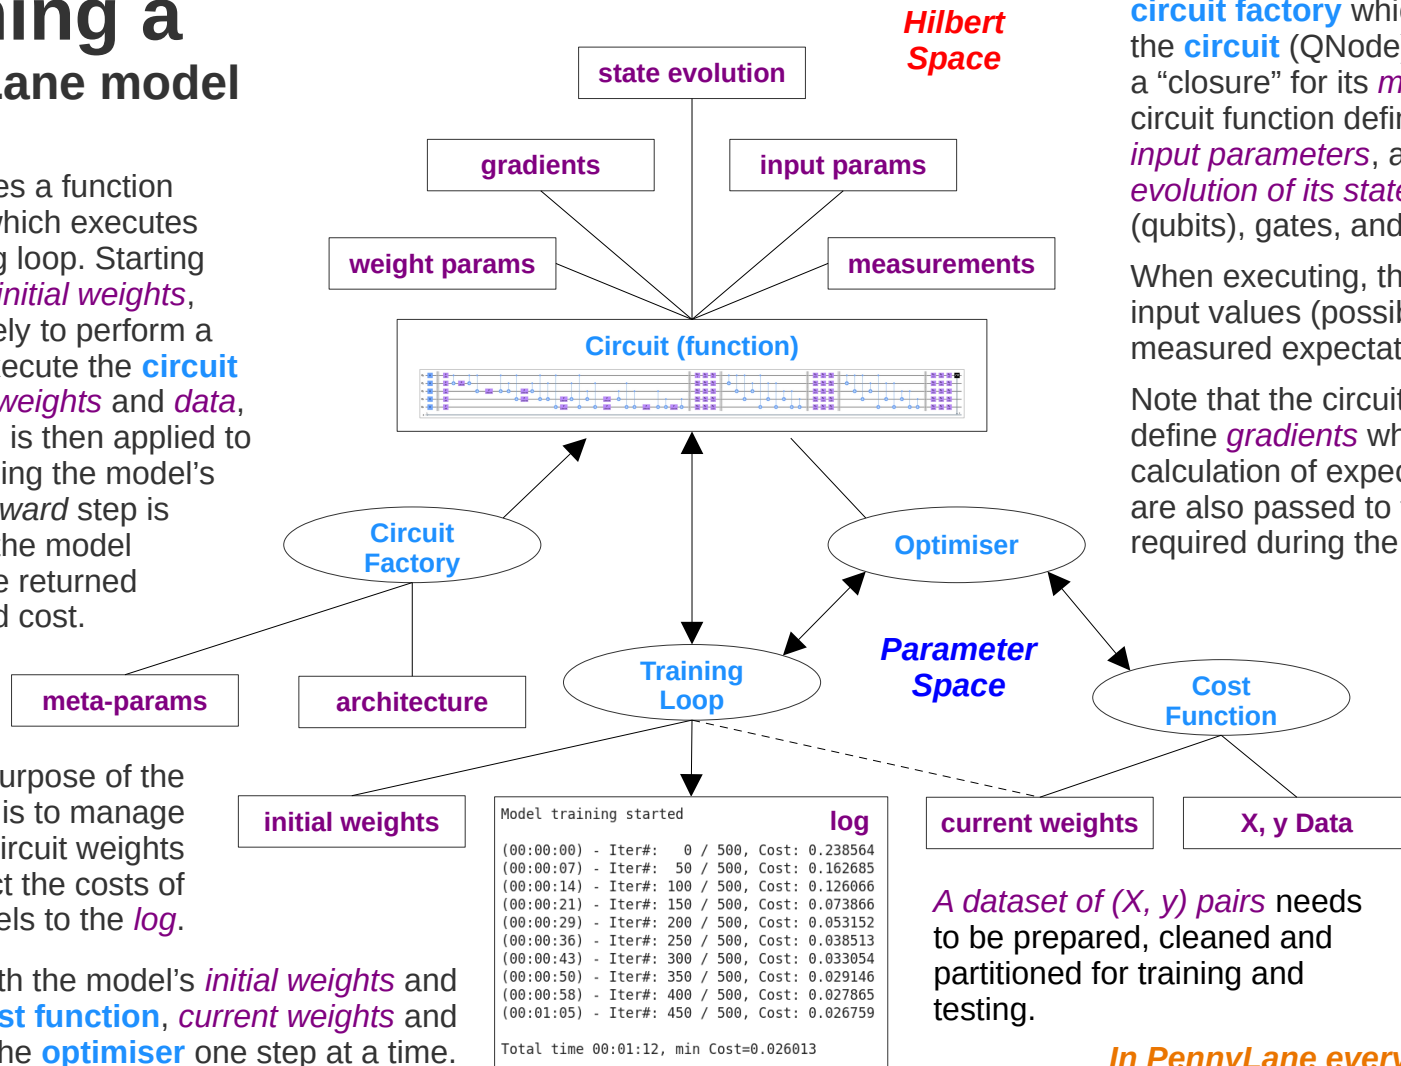 ning a
Lane model
es a function
which executes
g loop. Starting
initial weights,
ely to perform a
ecute the circuit
weights and data,
is then applied to
ing the model's
ward step is
the model
e returned
d cost.
Hilbert
Space
state evolution
gradients
input params
weight params
measurements
Circuit (function)
Circuit
Factory
Optimiser
Training
Loop
Parameter
Space
Cost
Function
meta-params
architecture
initial weights
current weights
X, y Data
log
Model training started
(00:00:00) - Iter#:   0 / 500, Cost: 0.238564
(00:00:07) - Iter#:  50 / 500, Cost: 0.162685
(00:00:14) - Iter#: 100 / 500, Cost: 0.126066
(00:00:21) - Iter#: 150 / 500, Cost: 0.073866
(00:00:29) - Iter#: 200 / 500, Cost: 0.053152
(00:00:36) - Iter#: 250 / 500, Cost: 0.038513
(00:00:43) - Iter#: 300 / 500, Cost: 0.033054
(00:00:50) - Iter#: 350 / 500, Cost: 0.029146
(00:00:58) - Iter#: 400 / 500, Cost: 0.027865
(00:01:05) - Iter#: 450 / 500, Cost: 0.026759
Total time 00:01:12, min Cost=0.026013
urpose of the
is to manage
ircuit weights
ct the costs of
els to the log.
th the model's initial weights and
st function, current weights and
he optimiser one step at a time.
circuit factory whi
the circuit (QNode
a “closure” for its m
circuit function defin
input parameters, a
evolution of its state
(qubits), gates, and
When executing, th
input values (possib
measured expectat
Note that the circuit
define gradients wh
calculation of expec
are also passed to
required during the
A dataset of (X, y) pairs needs
to be prepared, cleaned and
partitioned for training and
testing.
In PennyLane every